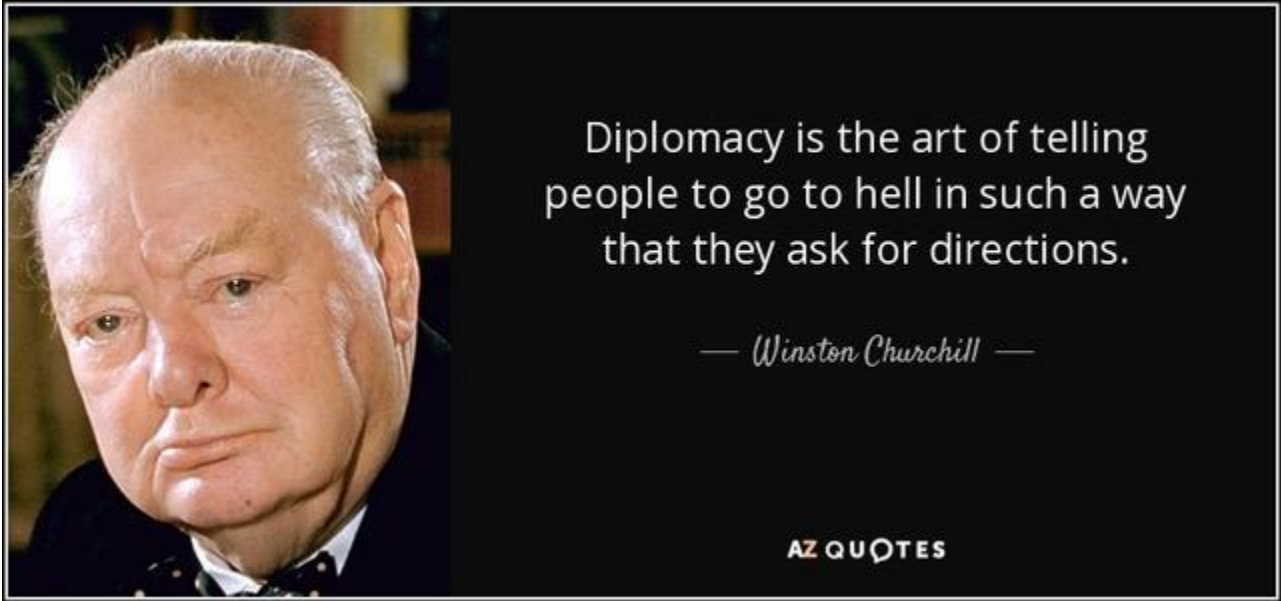 Diplomacy is the art of telling
people to go to hell in such a way
that they ask for directions.
— Winston Churchill —
AZ QUOTES